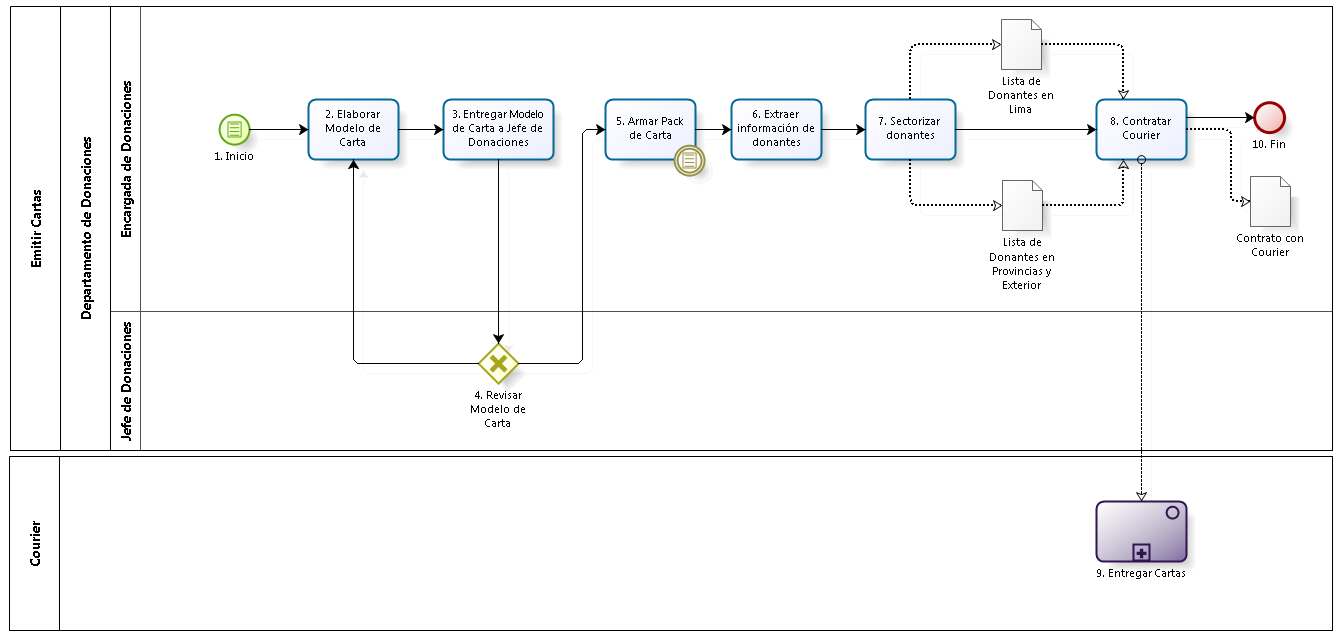 Emitir Cartas
Departamento de Donaciones
Encargada de Donaciones
1. Inicio
2. Elaborar
Modelo de
Carta
3. Entregar Modelo
de Carta a Jefe de
Donaciones
5. Armar Pack
de Carta
6. Extraer
información de
donantes
7. Sectorizar
donantes
Lista de
Donantes en
Lima
Lista de
Donantes en
Provincias y
Exterior
8. Contratar
Courier
10. Fin
Contrato con
Courier
Jefe de Donaciones
4. Revisar
Modelo de
Carta
Courier
9. Entregar Cartas